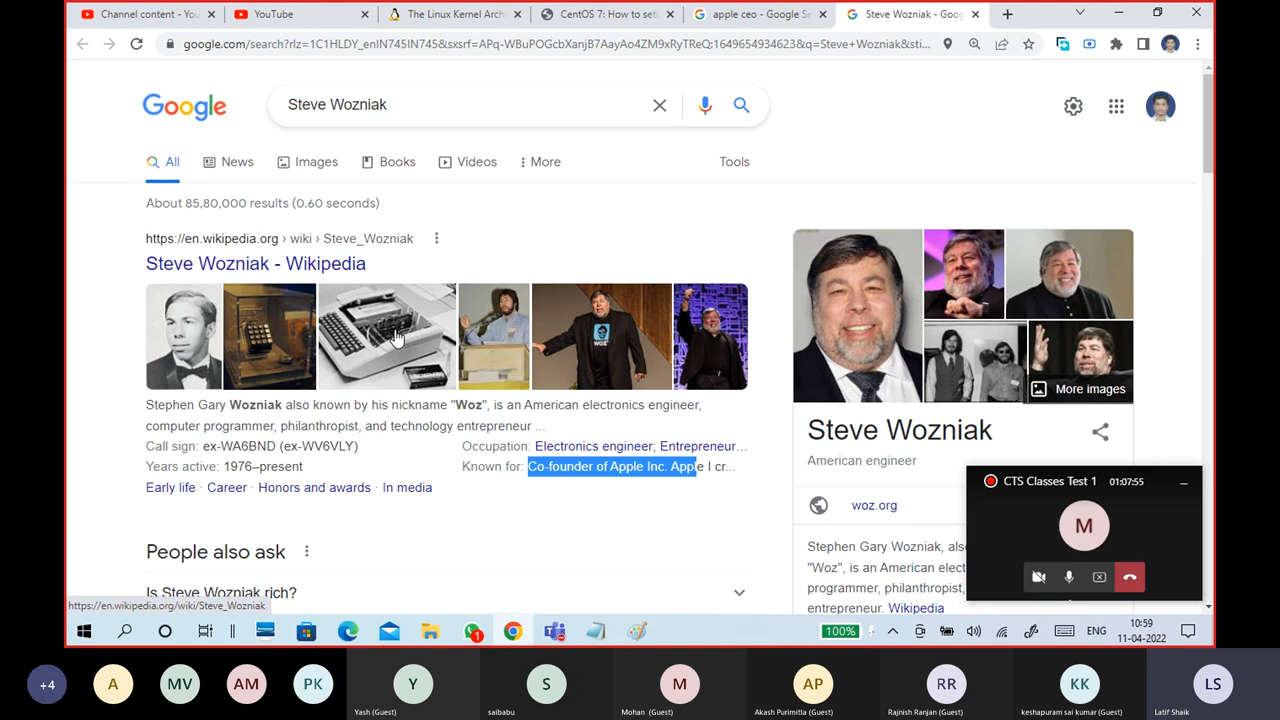 Channel content - You
YouTube
The Linux Kernel Arch
CentOS 7: How to set
apple ceo - Google Se
Steve Wozniak - Goog
google.com/search?rlz=1C1HLDY_enIN745IN745&sxsrf=APq-WBuPOGcbXanjB7AayAo4ZM9xRyTReQ:1649654934623&q=Steve+Wozniak&sti...
Google
Steve Wozniak
All
News
Images
Books
Videos
More
Tools
About 85,80,000 results (0.60 seconds)
https://en.wikipedia.org › wiki › Steve_Wozniak
Steve Wozniak - Wikipedia
WOZ
Stephen Gary Wozniak also known by his nickname "Woz", is an American electronics engineer,
computer programmer, philanthropist, and technology entrepreneur ...
Call sign: ex-WA6BND (ex-WV6VLY)
Occupation: Electronics engineer; Entrepreneur...
Years active: 1976–present
Known for: Co-founder of Apple Inc. Apple I cr...
Early life · Career · Honors and awards · In media
People also ask
Is Steve Wozniak rich?
https://en.wikipedia.org/wiki/Steve_Wozniak
More images
Steve Wozniak
American engineer
woz.org
Stephen Gary Wozniak, als
"Woz", is an American elect
programmer, philanthropist,
entrepreneur. Wikipedia
CTS Classes Test 1
01:07:55
M
1
100%
ENG
10:59
11-04-2022
+4
A
MV
AM
PK
Y
S
M
AP
RR
KK
LS
Yash (Guest)
saibabu
Mohan (Guest)
Akash Purimitla (Guest)
Rajnish Ranjan (Guest)
keshapuram sai kumar (Guest)
Latif Shaik